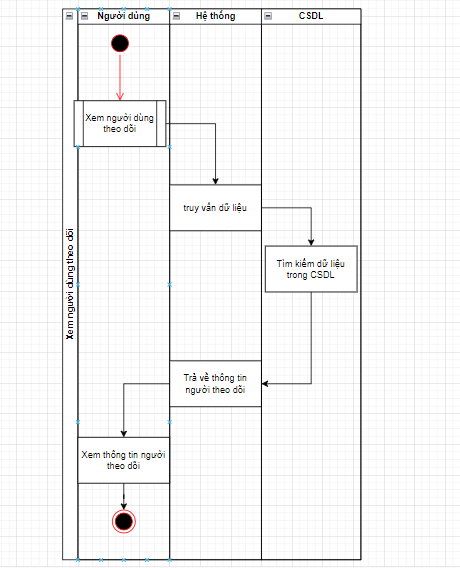 Người dùng
Hệ thống
CSDL
Xem người dùng theo dõi
Xem người dùng
theo dõi
truy vấn dữ liệu
Tìm kiếm dữ liệu
trong CSDL
Trả về thông tin
người theo dõi
Xem thông tin người
theo dõi